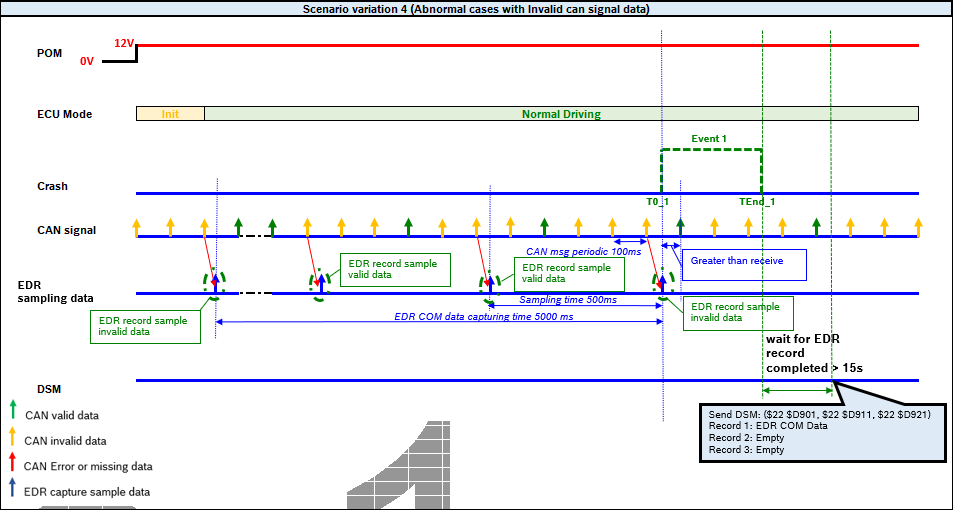 Scenario variation 4 (Abnormal cases with Invalid can signal data)
POM
12V
0V
ECU Mode
Init
Normal Driving
Event 1
Crash
T0_1
TEnd_1
CAN signal
CAN msg periodic 100ms
Greater than receive
EDR record sample
valid data
EDR record sample
valid data
EDR
sampling data
Sampling time 500ms
EDR record sample
invalid data
EDR COM data capturing time 5000 ms
EDR record sample
invalid data
wait for EDR
record
completed > 15s
DSM
CAN valid data
CAN invalid data
CAN Error or missing data
EDR capture sample data
Send DSM: ($22 $D901, $22 $D911, $22 $D921)
Record 1: EDR COM Data
Record 2: Empty
Record 3: Empty
1